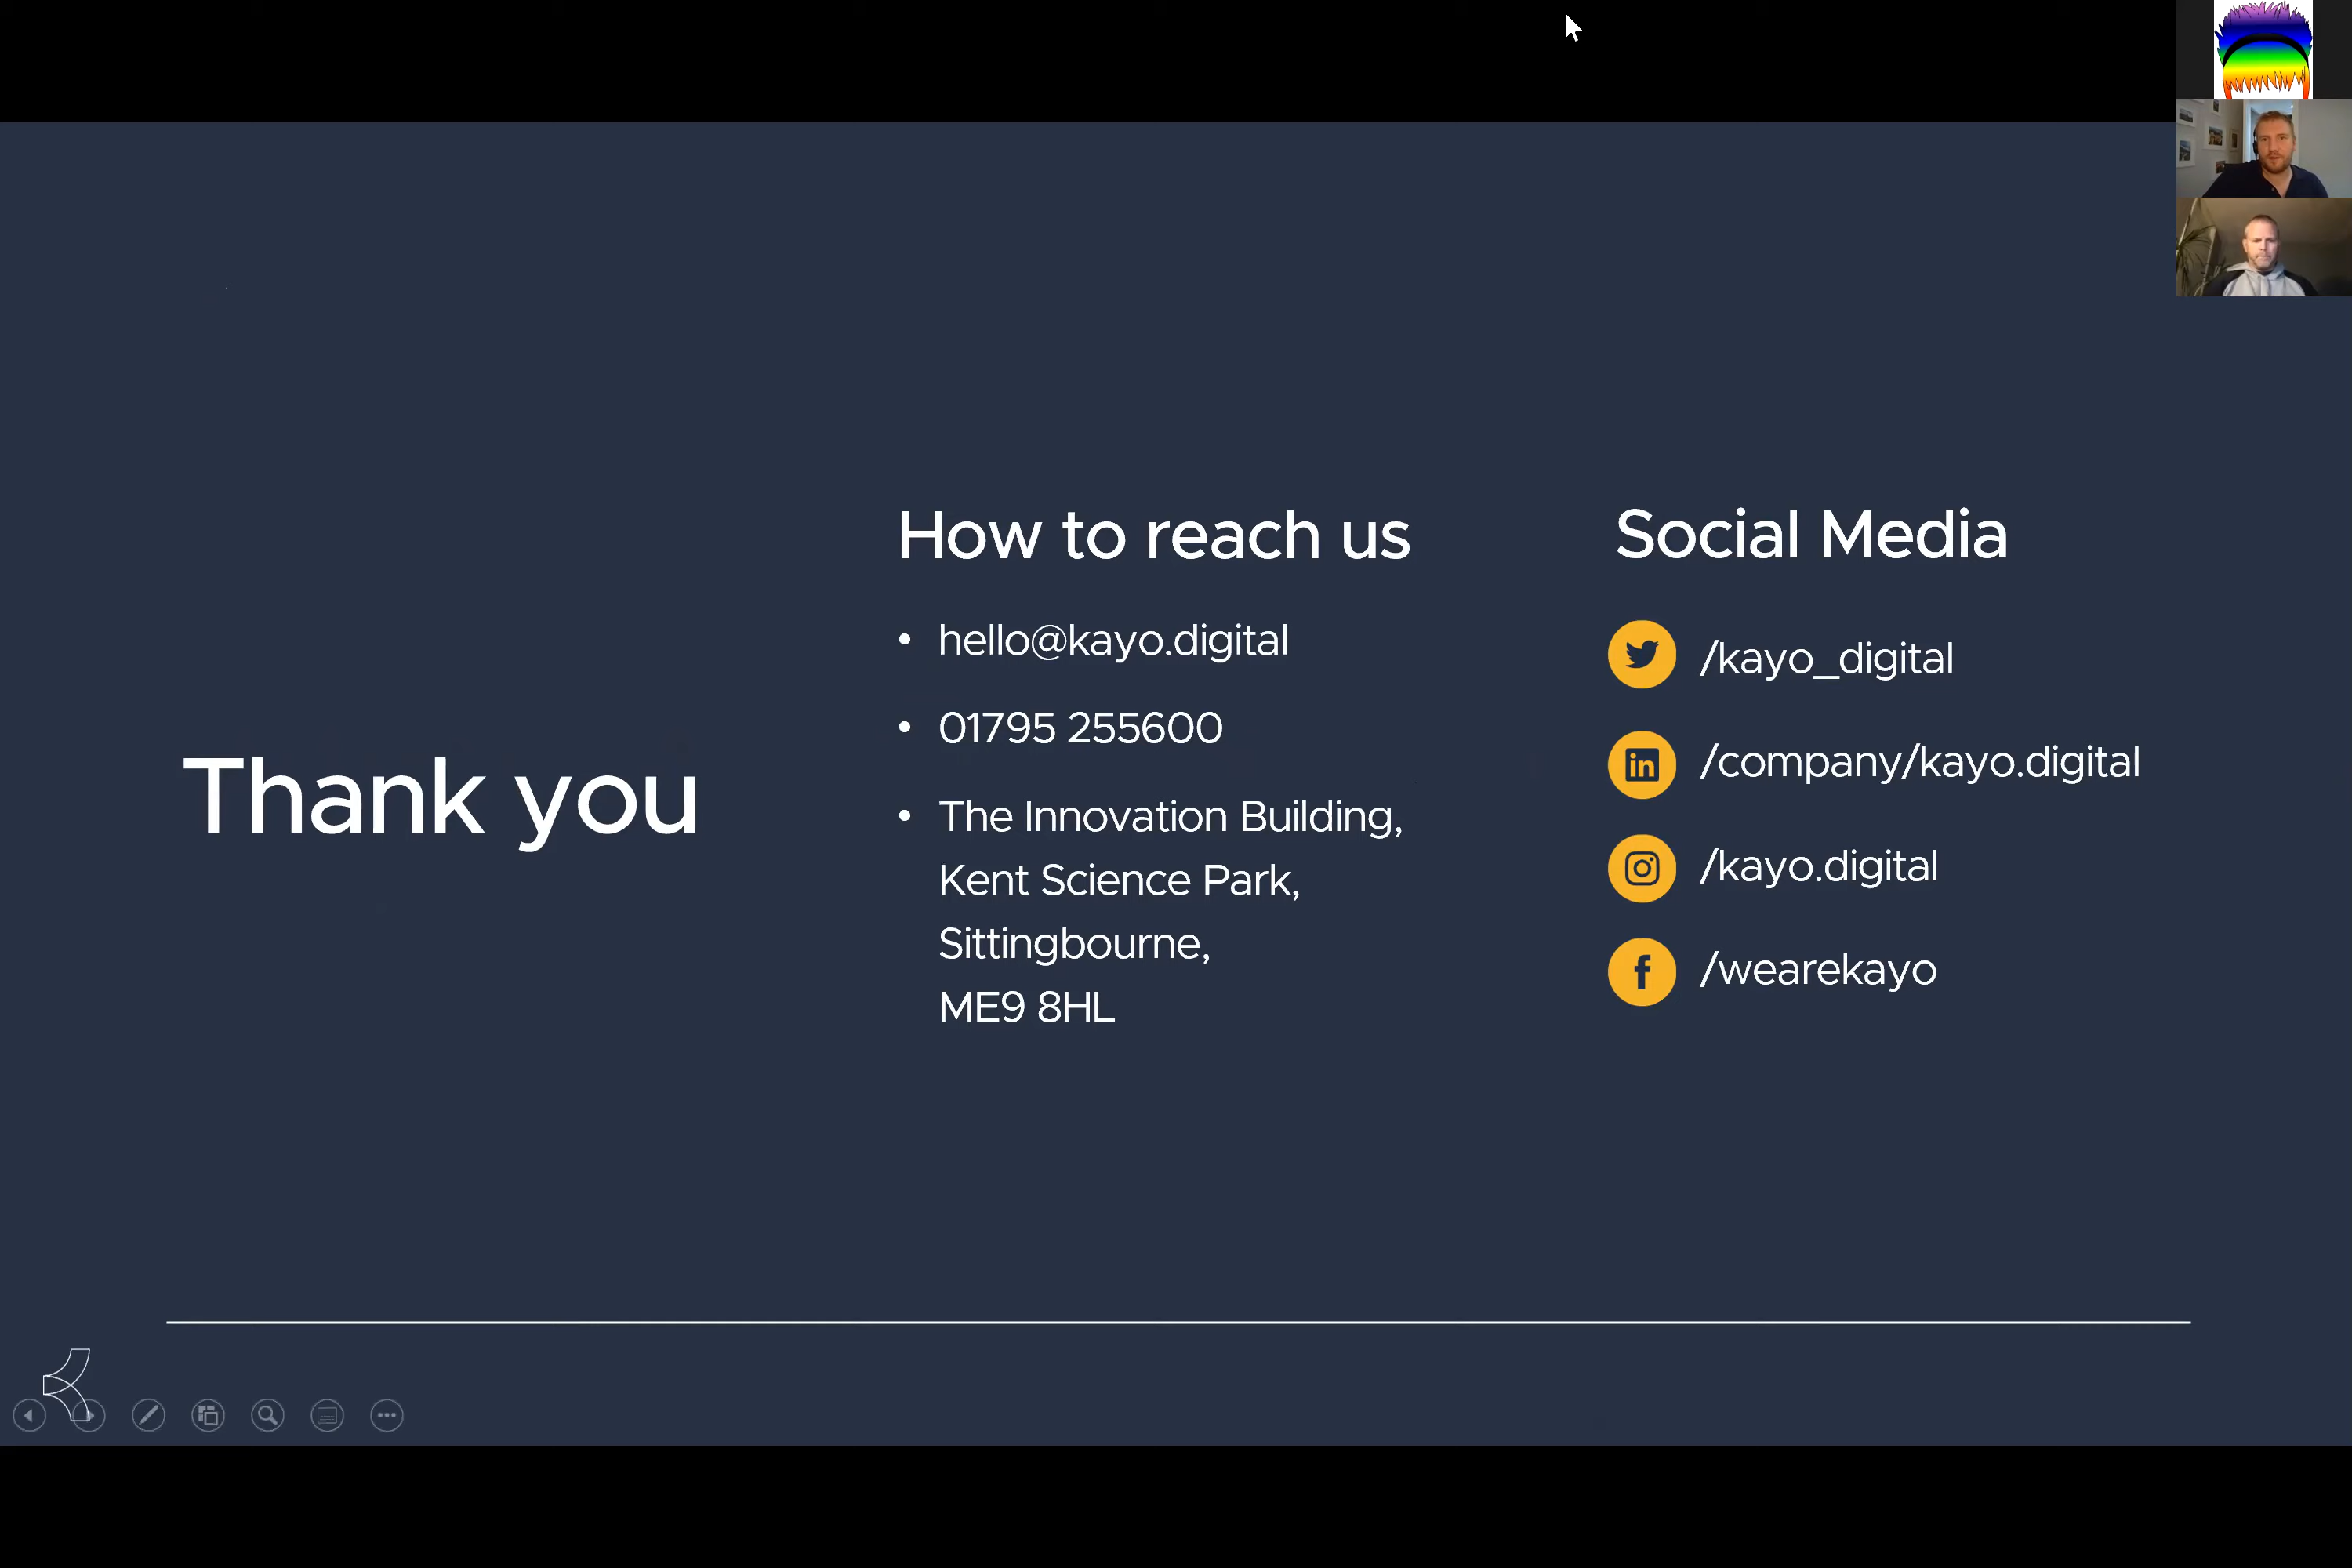 Thank you
How to reach us
• hello@kayo.digital
• 01795 255600
• The Innovation Building,
Kent Science Park,
Sittingbourne,
ME9 8HL
Social Media
/kayo_digital
in /company/kayo.digital
/kayo.digital
f /wearekayo